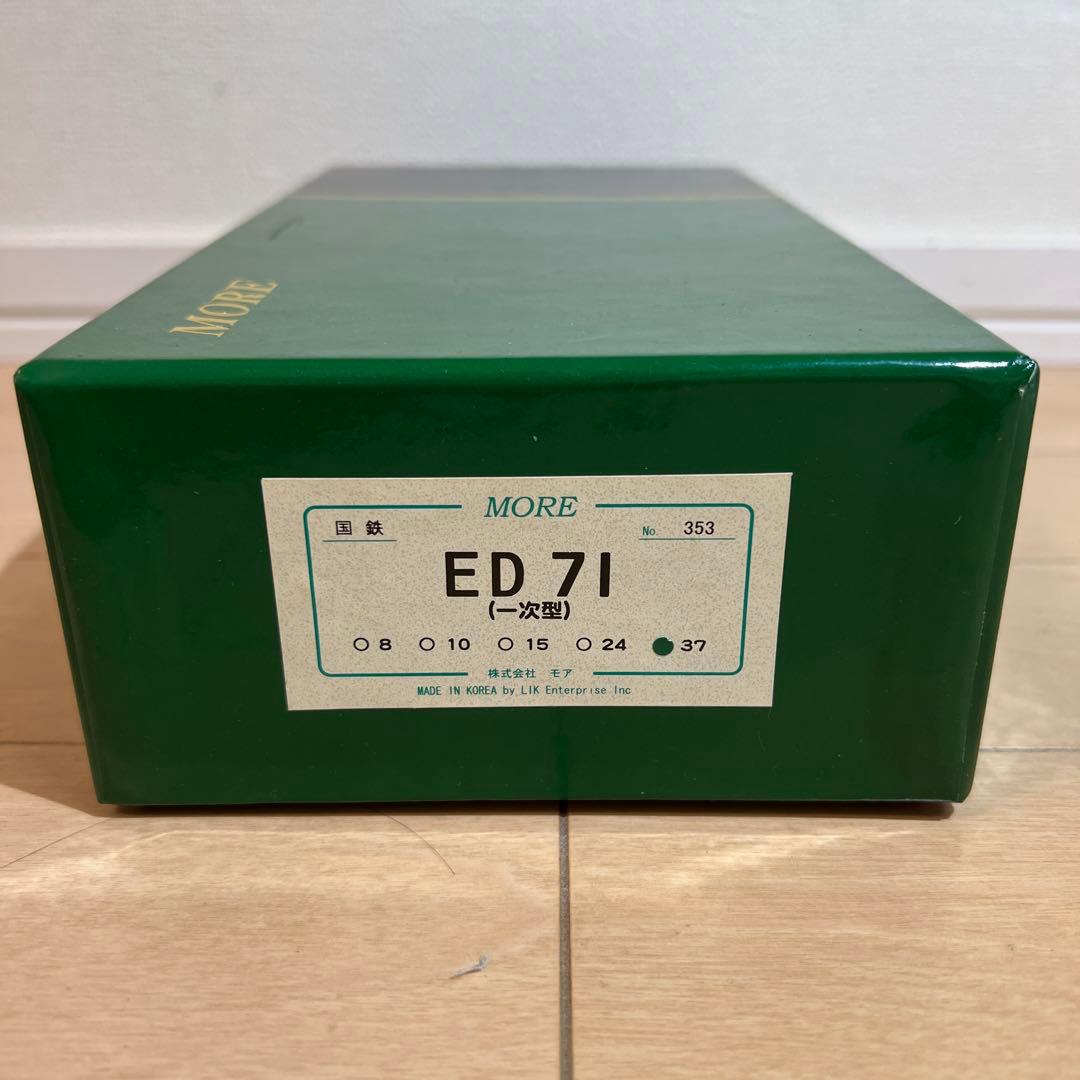 MORE
MORE
国鉄 No. 353
ED 71
(一次型)
○ 8 ○ 10 ○ 15 ○ 24 ● 37
株式会社 モア
MADE IN KOREA by LIK Enterprise Inc